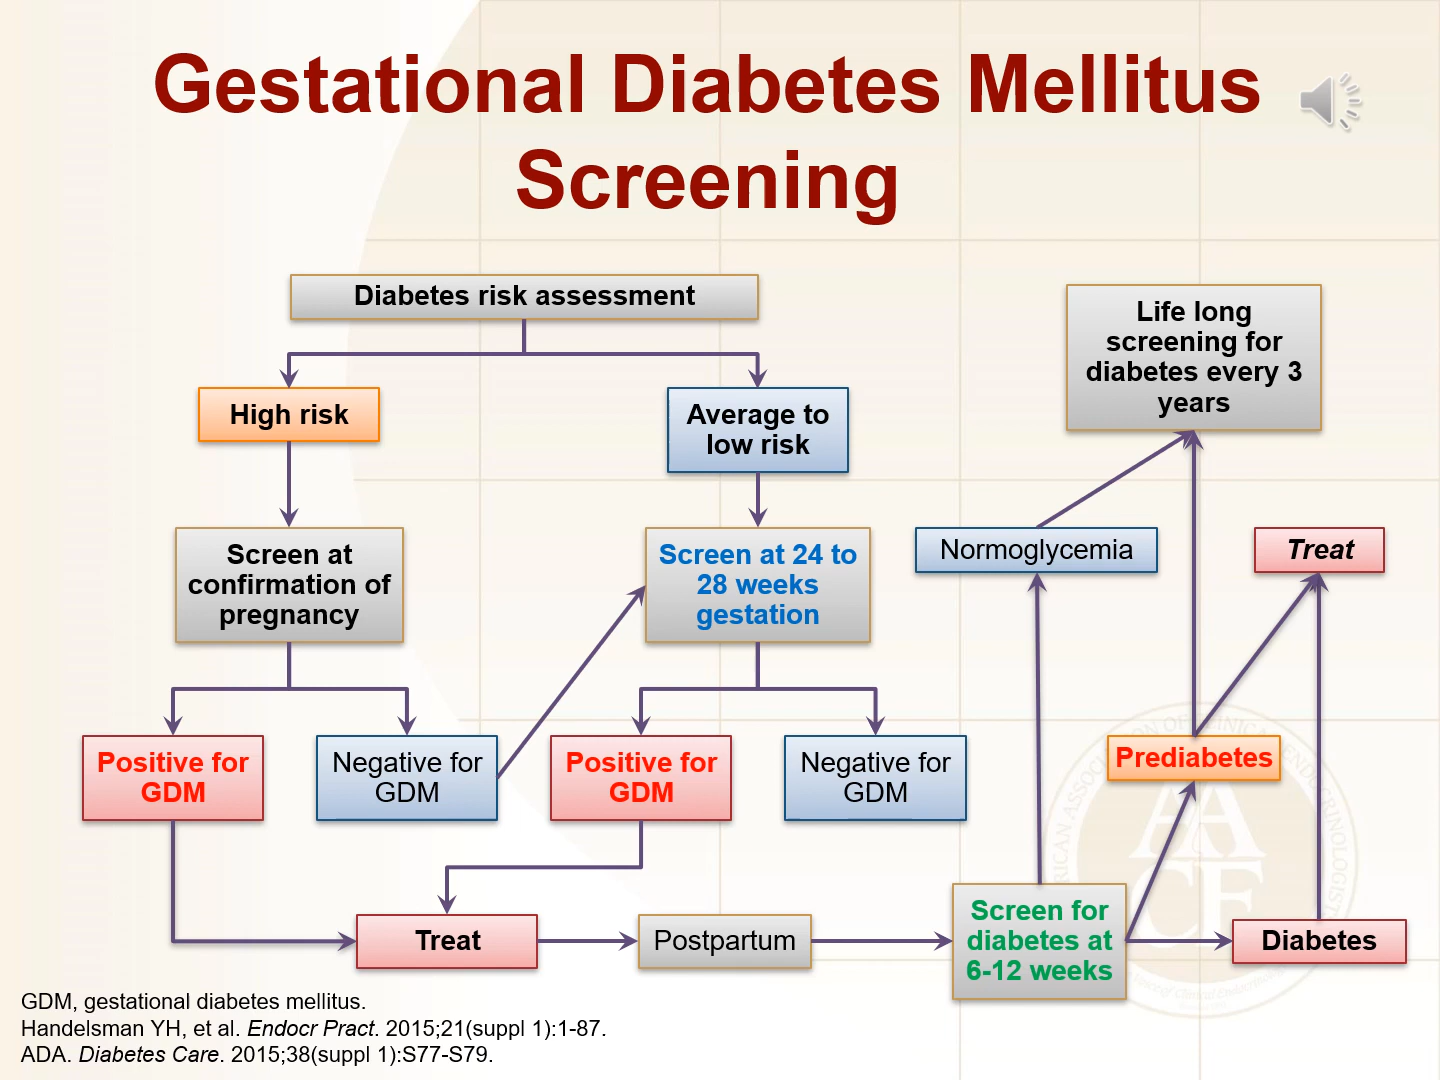 Gestational Diabetes Mellitus
Screening
Diabetes risk assessment
High risk
Average to
low risk
Life long
screening for
diabetes every 3
years
Screen at
confirmation of
pregnancy
Screen at 24 to
28 weeks
gestation
Normoglycemia
Treat
Positive for
GDM
Negative for
GDM
Positive for
GDM
Negative for
GDM
Prediabetes
Treat
Postpartum
Screen for
diabetes at
6-12 weeks
Diabetes
GDM, gestational diabetes mellitus.
Handelsman YH, et al. Endocr Pract. 2015;21(suppl 1):1-87.
ADA. Diabetes Care. 2015;38(suppl 1):S77-S79.
AA
CE